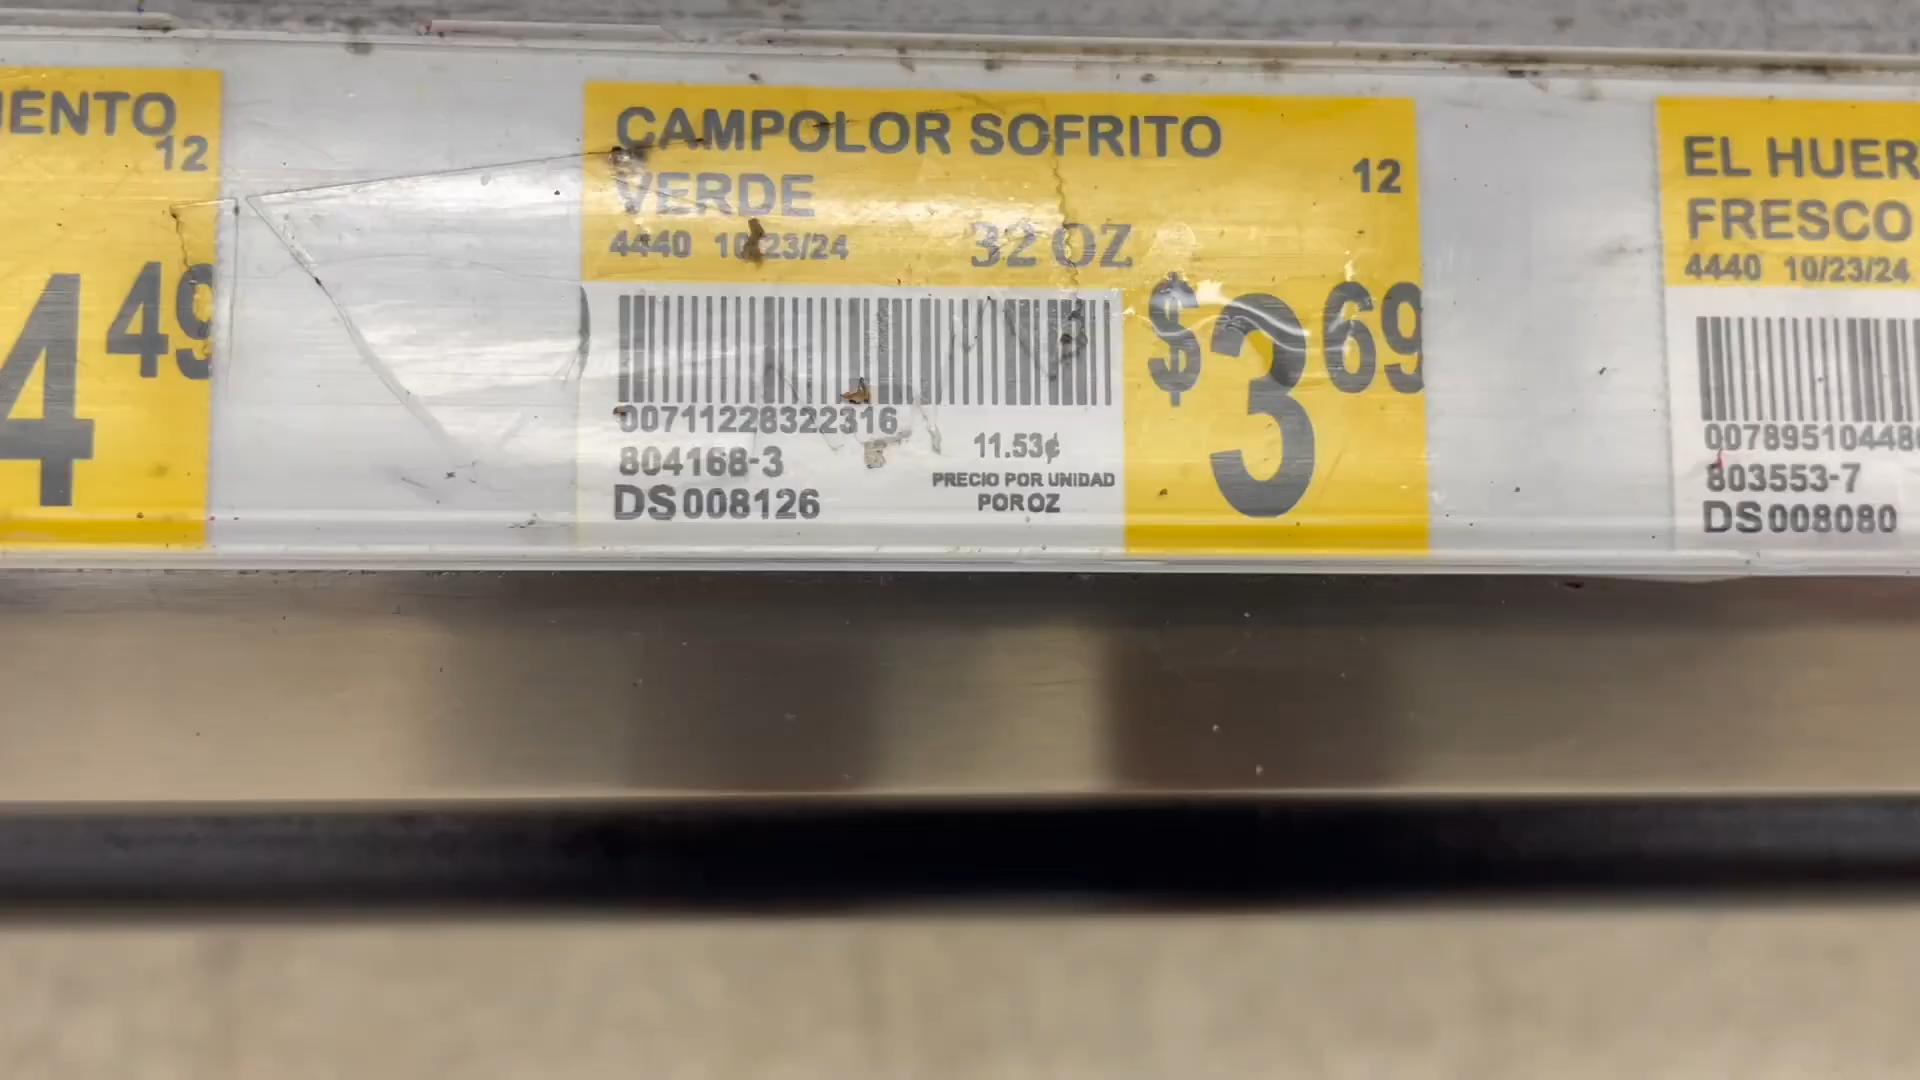 12
4 49
CAMPOLOR SOFRITO
12
VERDE
4440 10/23/24 32 OZ
$3 69
00711228322316
804168-3
11.53¢
PRECIO POR UNIDAD
DS008126
POR OZ
EL HUER
FRESCO
4440 10/23/24
0078951044
803553-7
DS008080